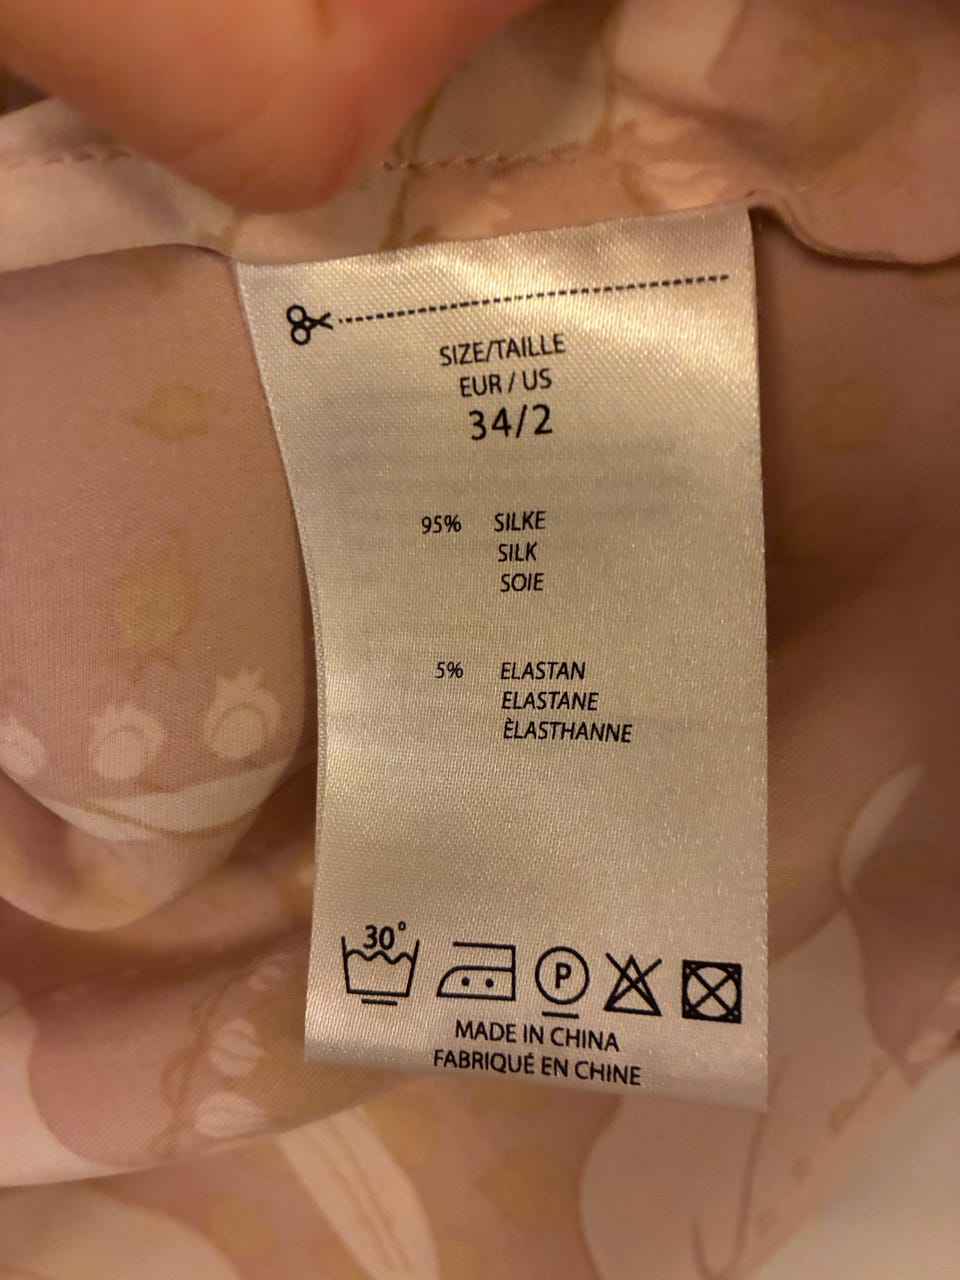 SIZE/TAILLE
EUR / US
34/2
95% SILKE
SILK
SOIE
5% ELASTAN
ELASTANE
ÈLASTHANNE
30°
P
MADE IN CHINA
FABRIQUÉ EN CHINE